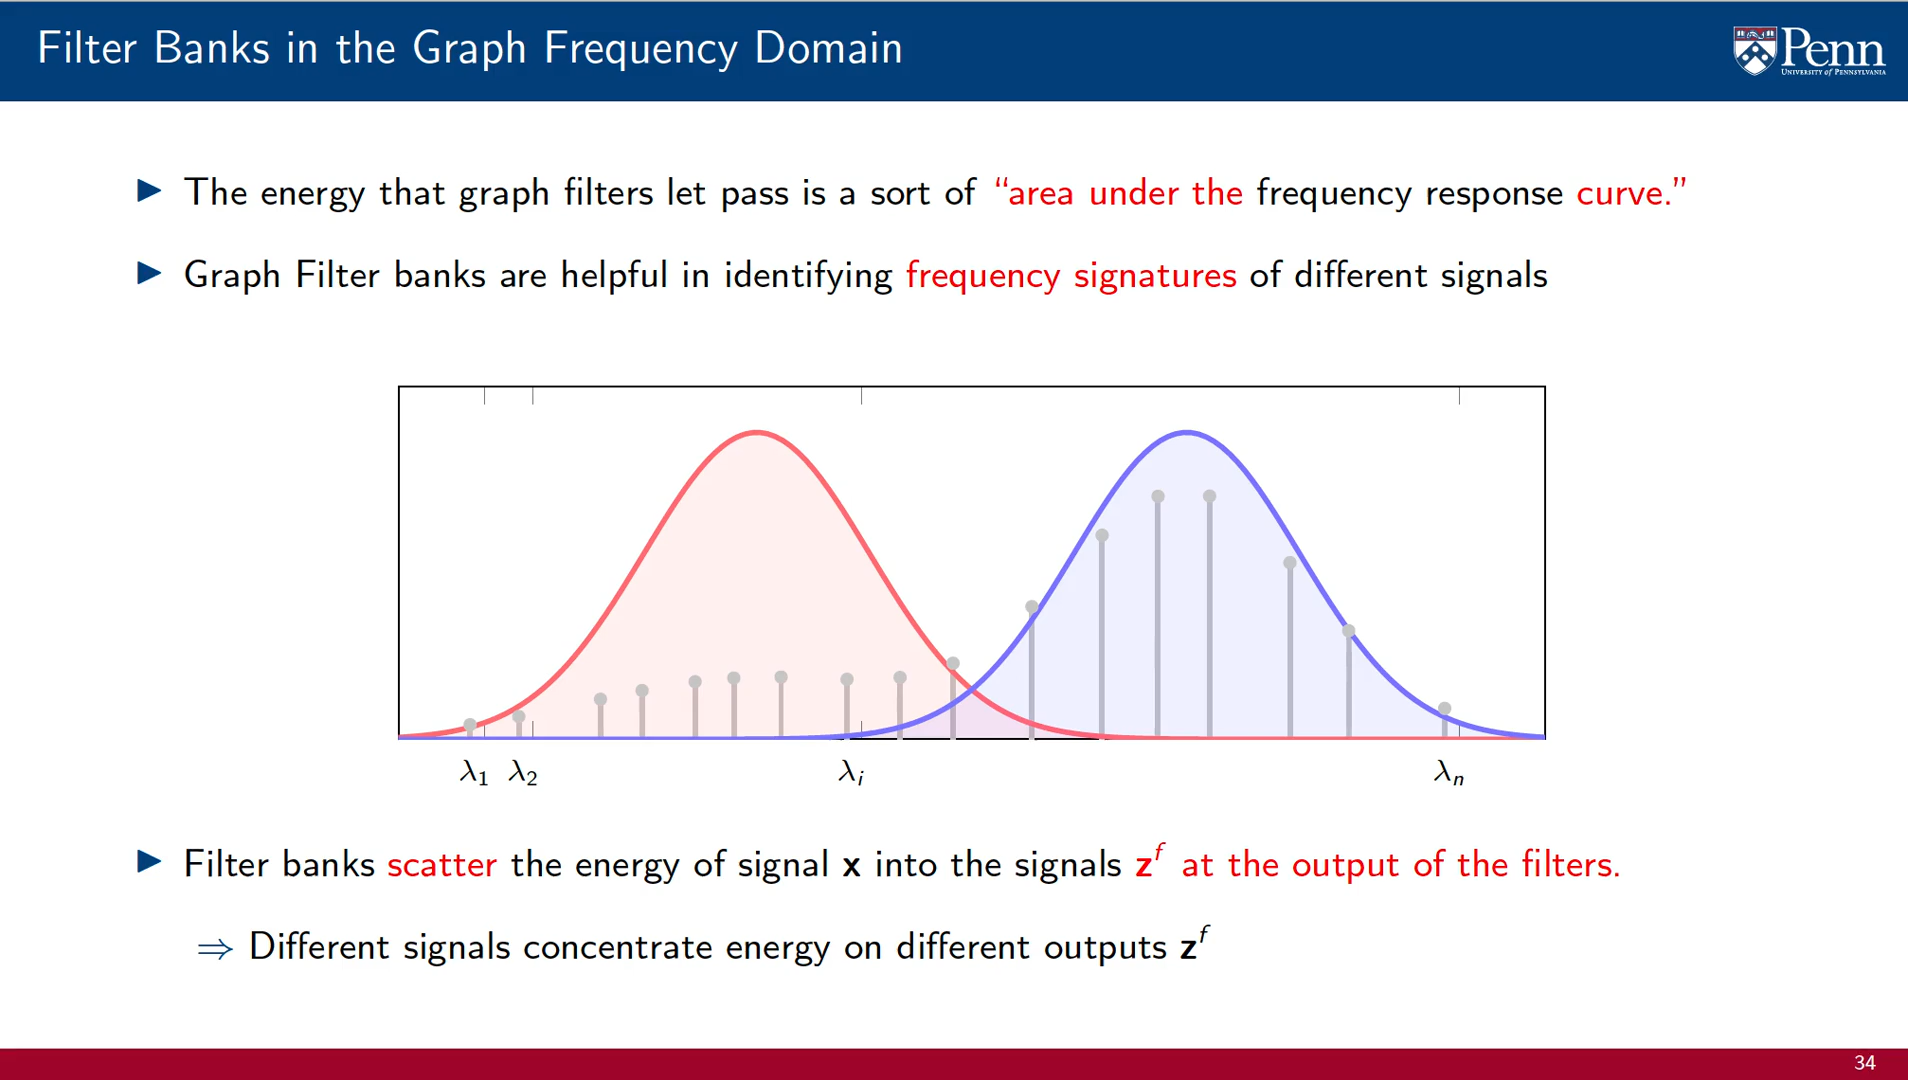 Filter Banks in the Graph Frequency Domain
Penn
University of Pennsylvania
▶ The energy that graph filters let pass is a sort of “area under the frequency response curve.”
▶ Graph Filter banks are helpful in identifying frequency signatures of different signals
λ₁ λ₂ λᵢ λₙ
▶ Filter banks scatter the energy of signal x into the signals zᶠ at the output of the filters.
⇒ Different signals concentrate energy on different outputs zᶠ
34